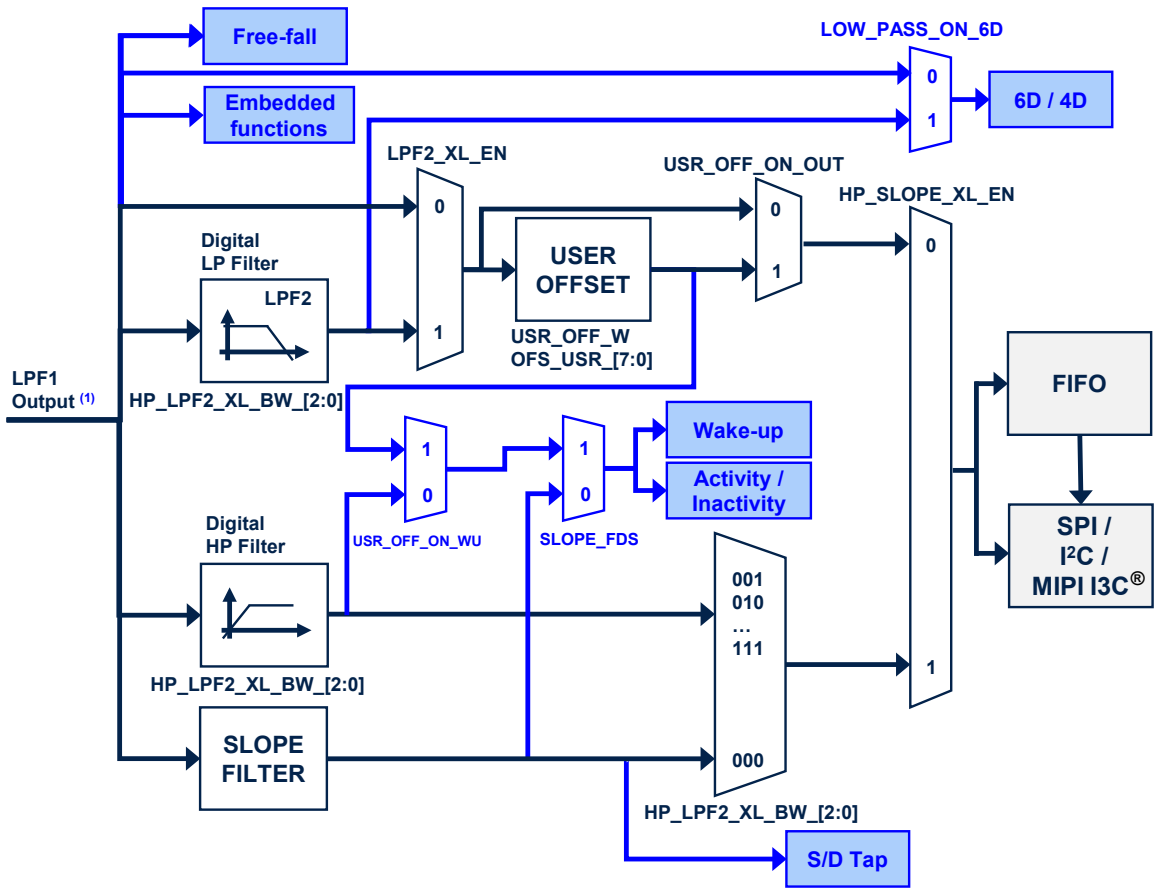 Free-fall
LOW_PASS_ON_6D
0
1
6D / 4D
Embedded
functions
LPF2_XL_EN
0
1
USR_OFF_ON_OUT
0
1
HP_SLOPE_XL_EN
0
1
Digital
LP Filter
LPF2
HP_LPF2_XL_BW_[2:0]
USER
OFFSET
USR_OFF_W
OFS_USR_[7:0]
LPF1
Output (1)
FIFO
1
0
USR_OFF_ON_WU
1
0
SLOPE_FDS
Wake-up
Activity /
Inactivity
SPI /
I²C /
MIPI I3C®
Digital
HP Filter
HP_LPF2_XL_BW_[2:0]
001
010
...
111
000
HP_LPF2_XL_BW_[2:0]
SLOPE
FILTER
S/D Tap